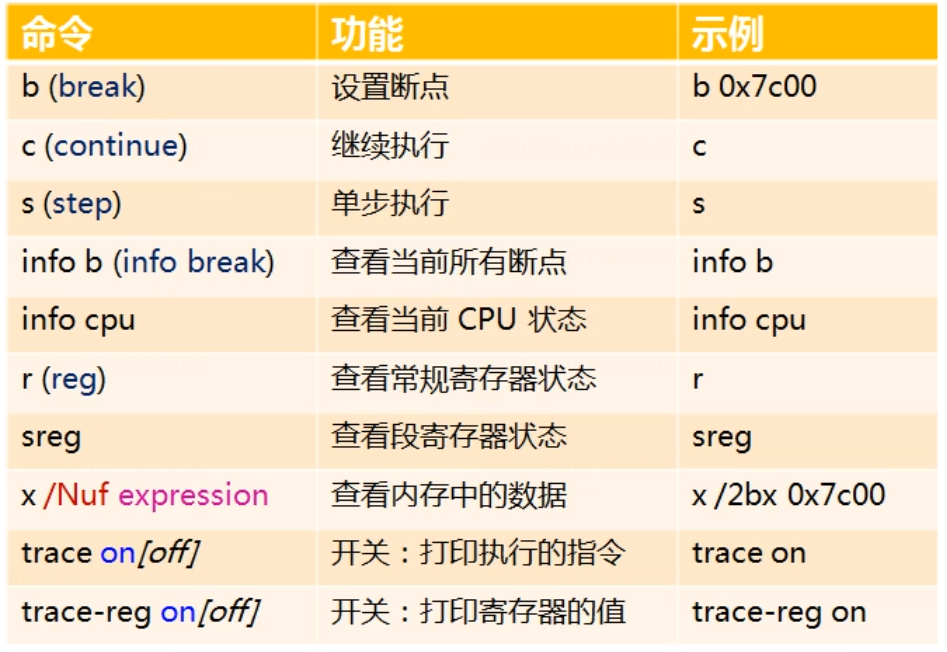 命令 功能 示例
b (break) 设置断点 b 0x7c00
c (continue) 继续执行 c
s (step) 单步执行 s
info b (info break) 查看当前所有断点 info b
info cpu 查看当前 CPU 状态 info cpu
r (reg) 查看常规寄存器状态 r
sreg 查看段寄存器状态 sreg
x /Nuf expression 查看内存中的数据 x /2bx 0x7c00
trace on[off] 开关：打印执行的指令 trace on
trace-reg on[off] 开关：打印寄存器的值 trace-reg on